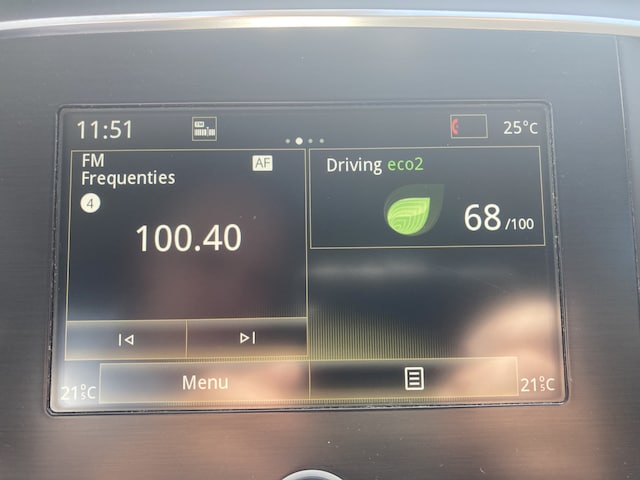 11:51
25°C
FM
Frequenties
AF
4
100.40
Driving eco2
68/100
Menu
21°C
21°C